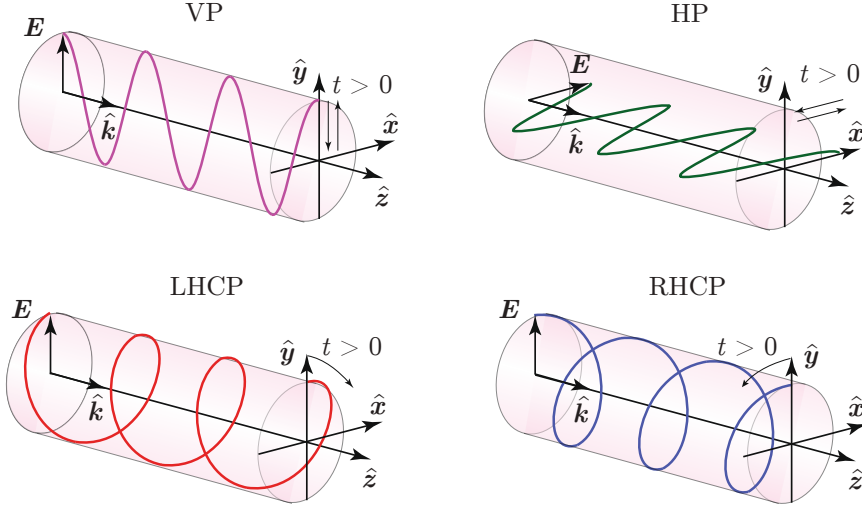 VP
E
k̂
ŷ
t > 0
x̂
ẑ
HP
E
k̂
ŷ
t > 0
x̂
ẑ
LHCP
E
k̂
ŷ
t > 0
x̂
ẑ
RHCP
E
k̂
t > 0
ŷ
x̂
ẑ